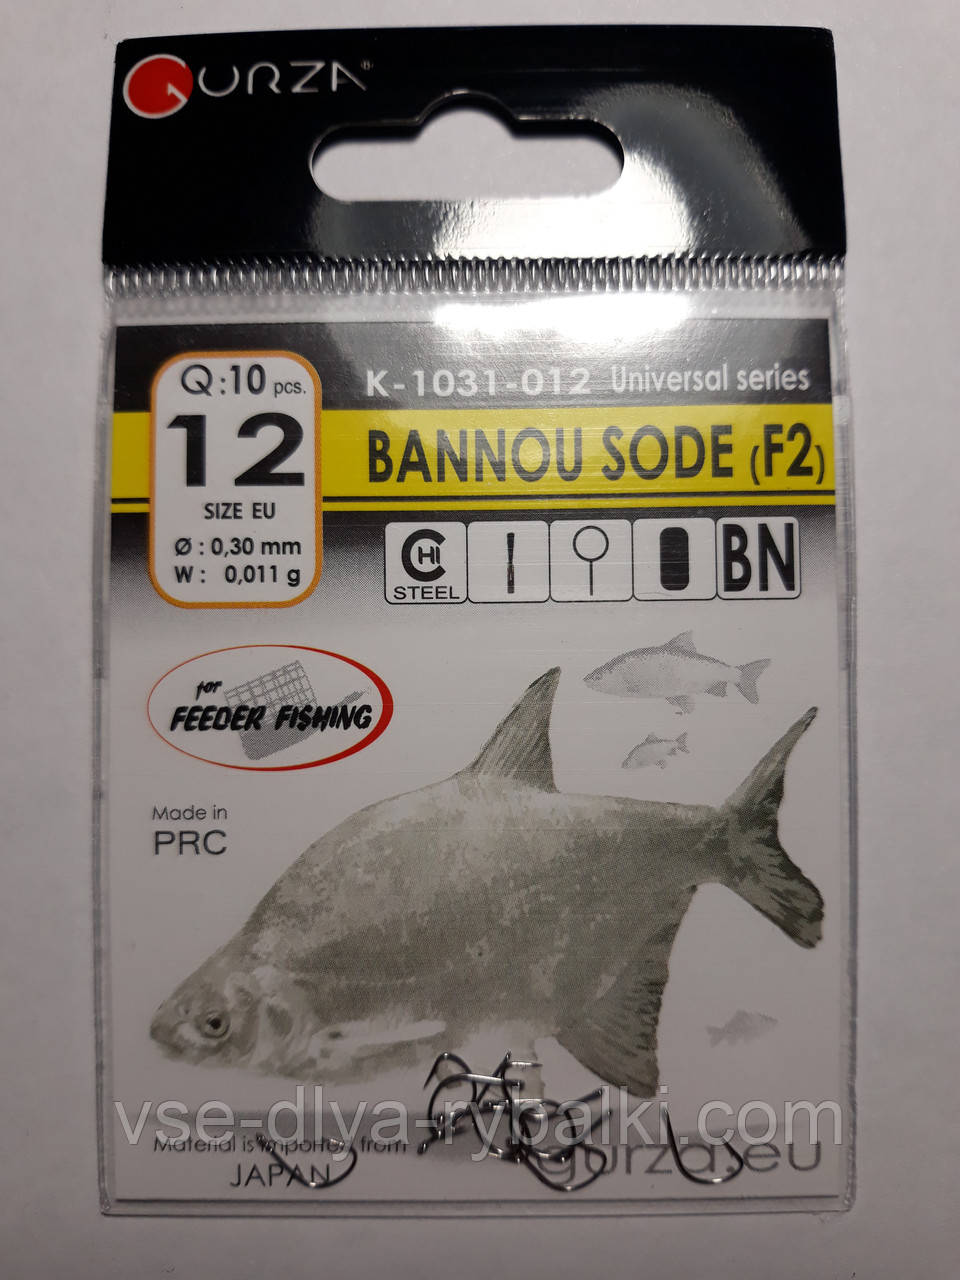 GURZA®
Q:10 pcs.
12
SIZE EU
Ø : 0,30 mm
W : 0,011 g
K-1031-012 Universal series
BANNOU SODE (F2)
C HI STEEL
BN
for
FEEDER FISHING
Made in
PRC
vse-dlya-rybalki.com
Material is imported from
JAPAN
gurza.eu